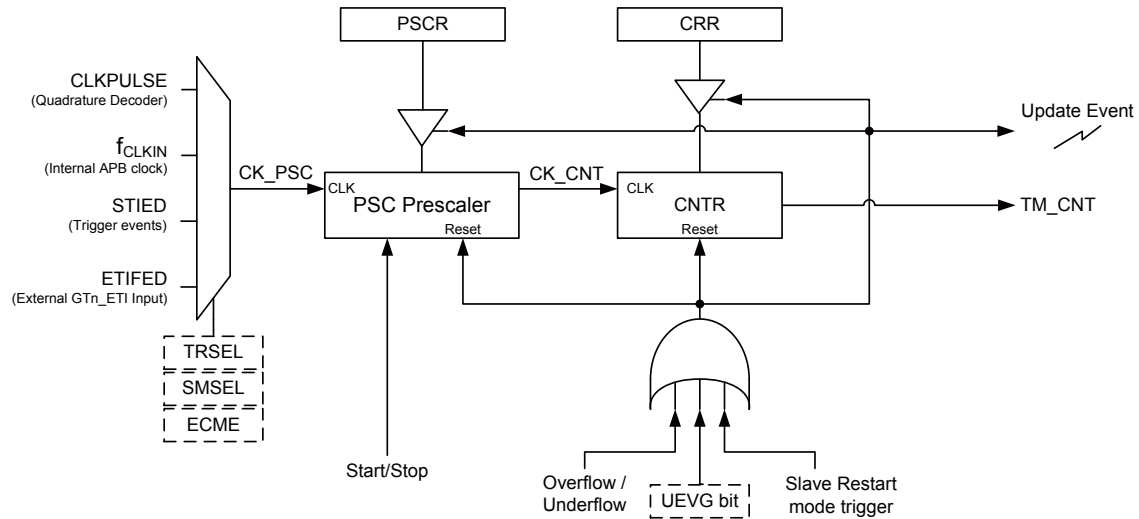 PSCR
CRR
CLKPULSE
(Quadrature Decoder)
fCLKIN
(Internal APB clock)
STIED
(Trigger events)
ETIFED
(External GTn_ETI Input)
TRSEL
SMSEL
ECME
CK_PSC
CLK
PSC Prescaler
Reset
CK_CNT
CLK
CNTR
Reset
Update Event
TM_CNT
Start/Stop
Overflow /
Underflow
UEVG bit
Slave Restart
mode trigger